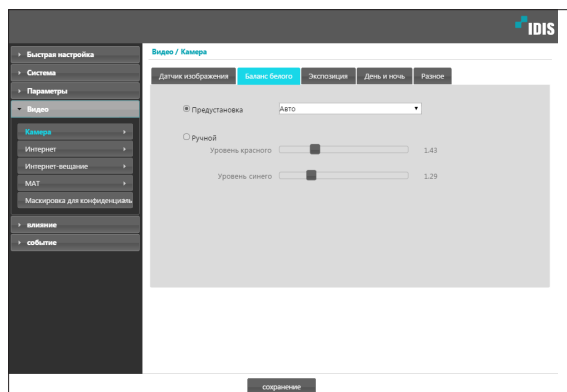 IDIS
Быстрая настройка
Система
Параметры
Видео
Камера
Интернет
Интернет-вещание
MAT
Маскировка для конфиденциаль
влияние
событие
Видео / Камера
Датчик изображения Баланс белого Экспозиция День и ночь Разное
Предустановка Авто
Ручной
Уровень красного 1.43
Уровень синего 1.29
сохранение